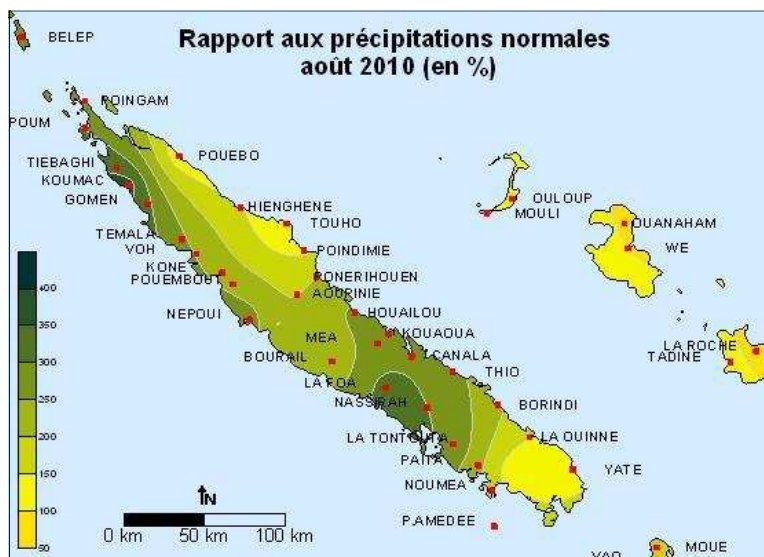 Rapport aux précipitations normales
août 2010 (en %)
BELEP
POINGAM
POUM
POUEBO
TIEBAGHI
KOUMAC
GOMEN
HIENGHENE
OULOUP
MOULI
TOUHO
OUANAHAM
TEMALA
VOH
POINDIMIE
WE
KONE
POUEMBOUT
PONERIHOUEN
AOUPINIE
400
NEPOUI
HOUAILOU
350
MEA
KOUAOUA
LA ROCHE
TADINE
BOURAIL
CANALA
300
THIO
LA FOA
NASSIRAH
250
BORINDI
LA TONTOUTA
LA OUINNE
200
PAITA
YATE
150
NOUMEA
N
100
0 km 50 km 100 km
P.AMEDEE
50
VAO
MOUE